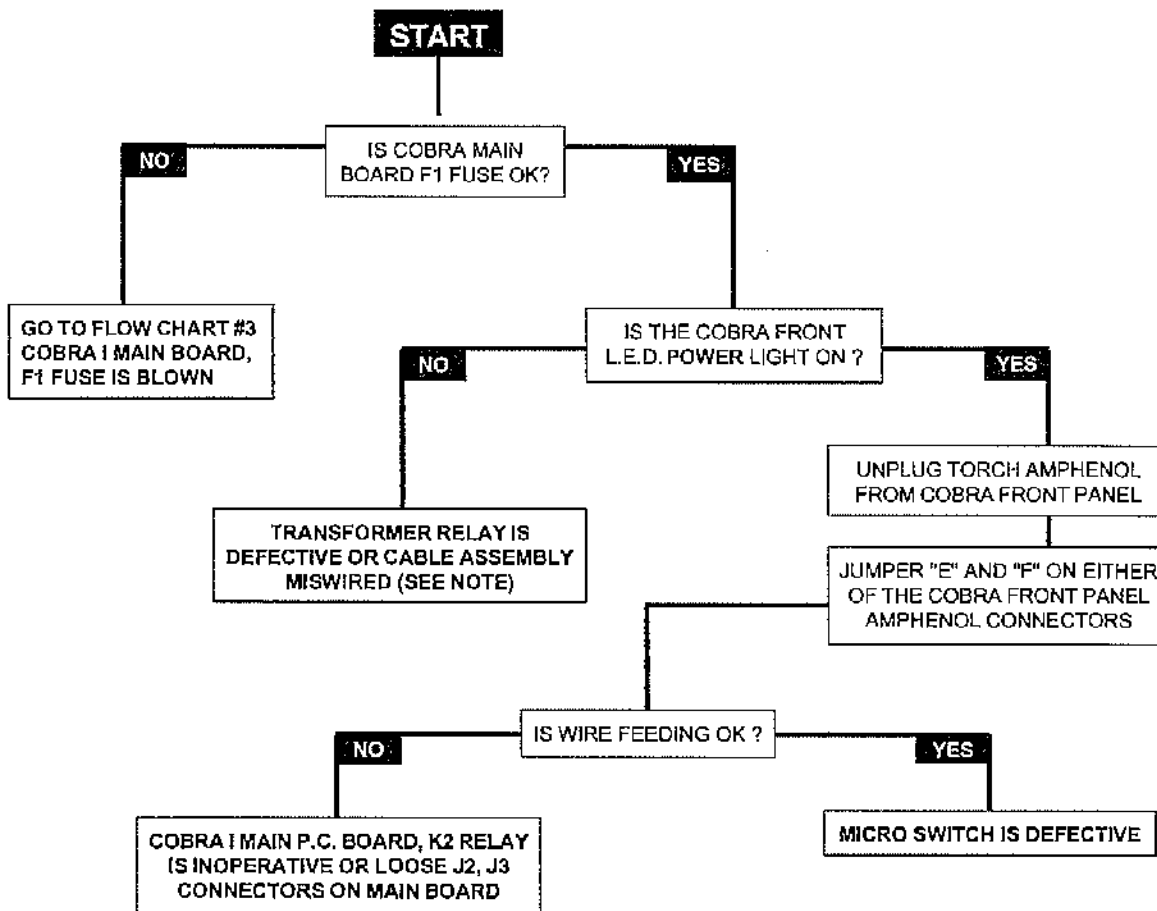 START
IS COBRA MAIN
BOARD F1 FUSE OK?
NO
YES
GO TO FLOW CHART #3
COBRA I MAIN BOARD,
F1 FUSE IS BLOWN
IS THE COBRA FRONT
L.E.D. POWER LIGHT ON ?
NO
YES
TRANSFORMER RELAY IS
DEFECTIVE OR CABLE ASSEMBLY
MISWIRED (SEE NOTE)
UNPLUG TORCH AMPHENOL
FROM COBRA FRONT PANEL
JUMPER "E" AND "F" ON EITHER
OF THE COBRA FRONT PANEL
AMPHENOL CONNECTORS
IS WIRE FEEDING OK ?
NO
YES
COBRA I MAIN P.C. BOARD, K2 RELAY
IS INOPERATIVE OR LOOSE J2, J3
CONNECTORS ON MAIN BOARD
MICRO SWITCH IS DEFECTIVE